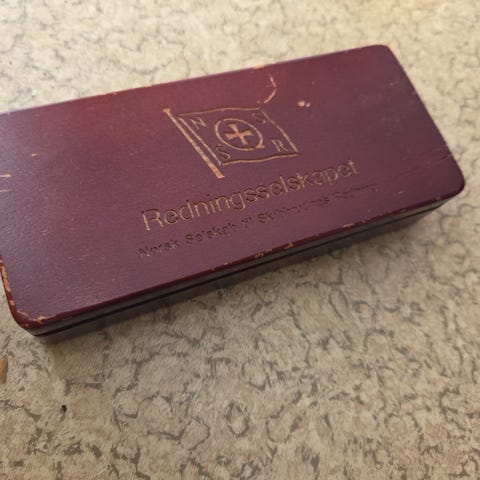 N S
S R
Redningsselskapet
Norsk Selskab til Skibbrudnes Redning